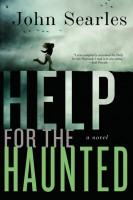 John Searles
HELP
FOR THE
a novel
HAUNTED